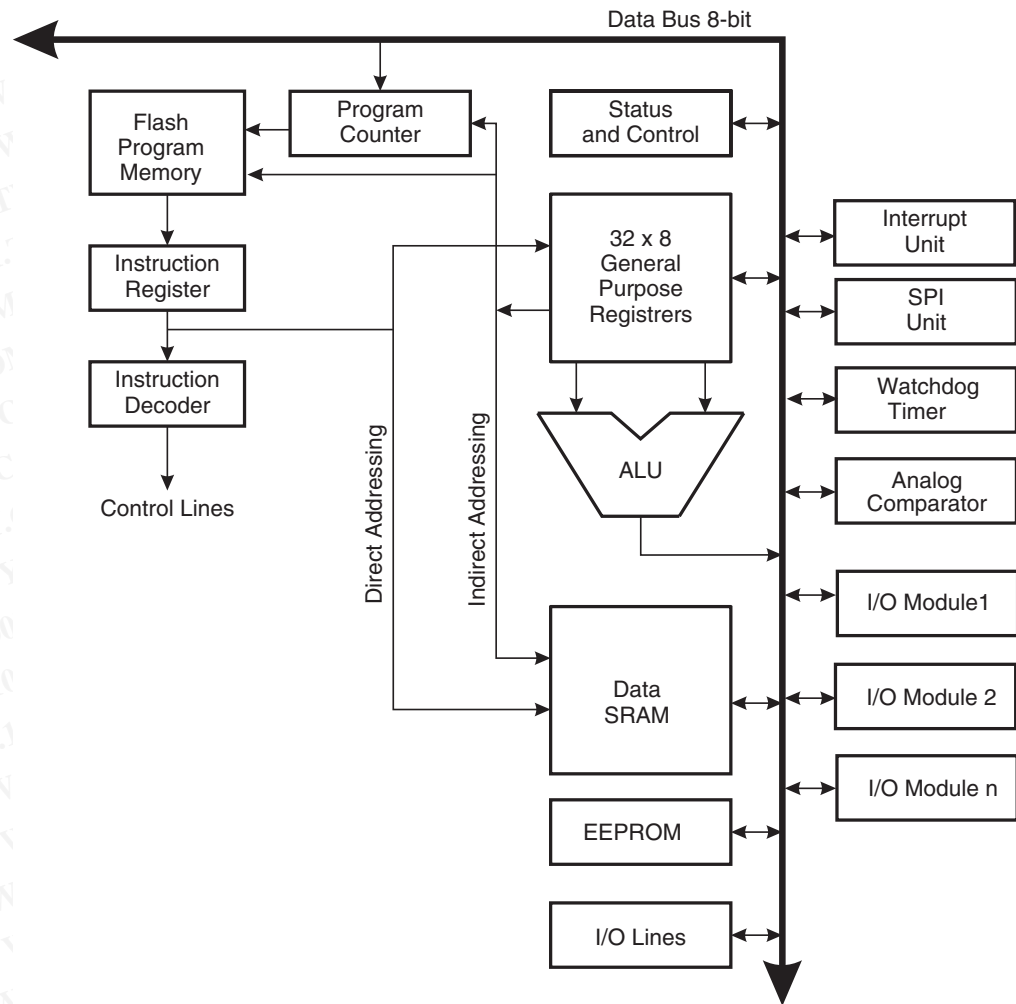 Data Bus 8-bit
Flash
Program
Memory
Program
Counter
Status
and Control
32 x 8
General
Purpose
Registrers
Interrupt
Unit
Instruction
Register
SPI
Unit
Instruction
Decoder
Watchdog
Timer
Direct Addressing
Indirect Addressing
ALU
Analog
Comparator
Control Lines
I/O Module1
Data
SRAM
I/O Module 2
I/O Module n
EEPROM
I/O Lines